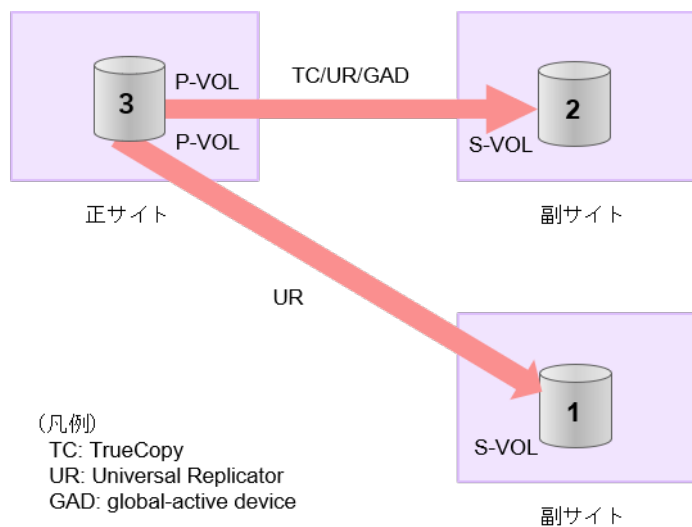 P-VOL
TC/UR/GAD
3
2
P-VOL
S-VOL
正サイト
副サイト
UR
1
S-VOL
(凡例)
TC: TrueCopy
UR: Universal Replicator
GAD: global-active device
副サイト